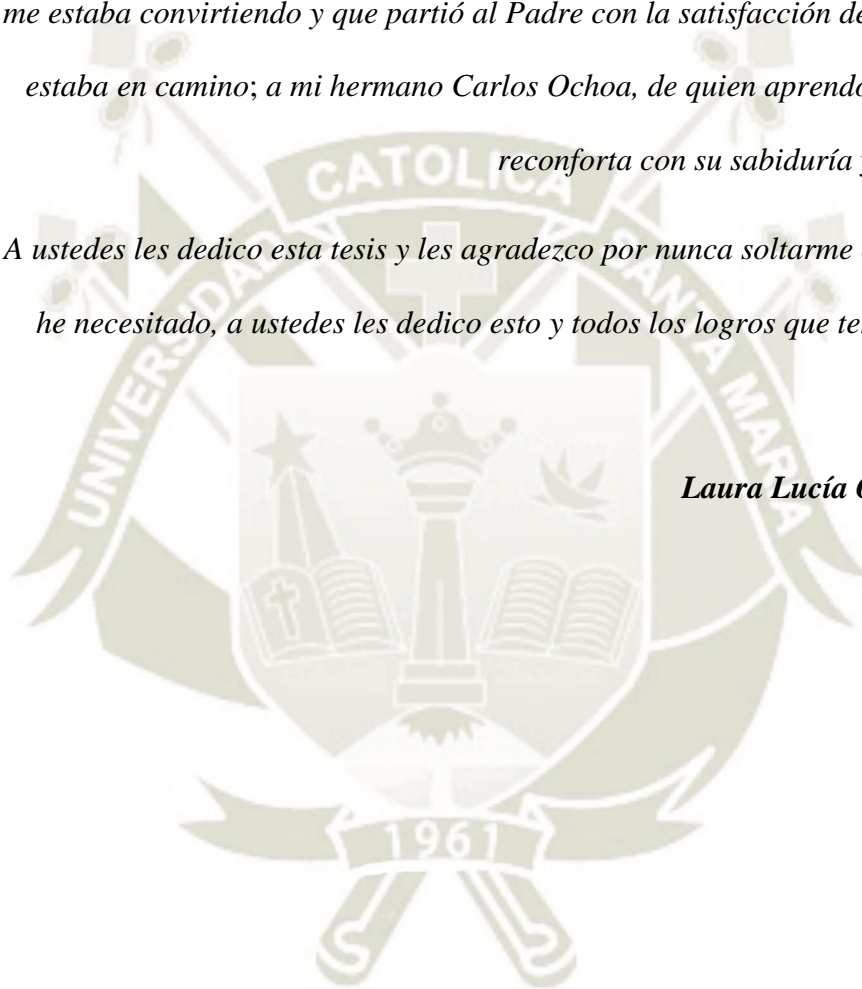 me estaba convirtiendo y que partió al Padre con la satisfacción de
estaba en camino; a mi hermano Carlos Ochoa, de quien aprendo
reconforta con su sabiduría y
A ustedes les dedico esta tesis y les agradezco por nunca soltarme
he necesitado, a ustedes les dedico esto y todos los logros que
Laura Lucía
UNIVERSIDAD CATOLICA SANTA MARIA
1961